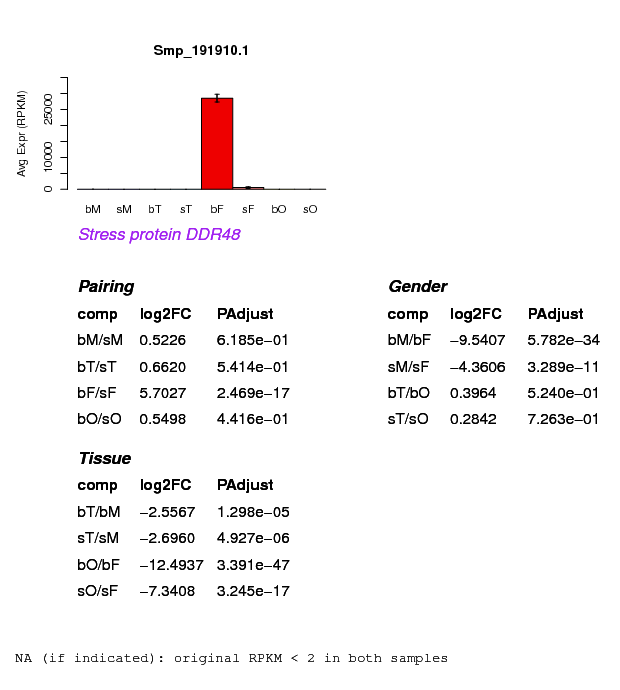 Smp_191910.1
Avg Expr (RPKM)
25000
10000
0
bM sM bT sT bF sF bO sO
Stress protein DDR48
Pairing
comp log2FC PAdjust
bM/sM 0.5226 6.185e−01
bT/sT 0.6620 5.414e−01
bF/sF 5.7027 2.469e−17
bO/sO 0.5498 4.416e−01
Gender
comp log2FC PAdjust
bM/bF −9.5407 5.782e−34
sM/sF −4.3606 3.289e−11
bT/bO 0.3964 5.240e−01
sT/sO 0.2842 7.263e−01
Tissue
comp log2FC PAdjust
bT/bM −2.5567 1.298e−05
sT/sM −2.6960 4.927e−06
bO/bF −12.4937 3.391e−47
sO/sF −7.3408 3.245e−17
NA (if indicated): original RPKM < 2 in both samples